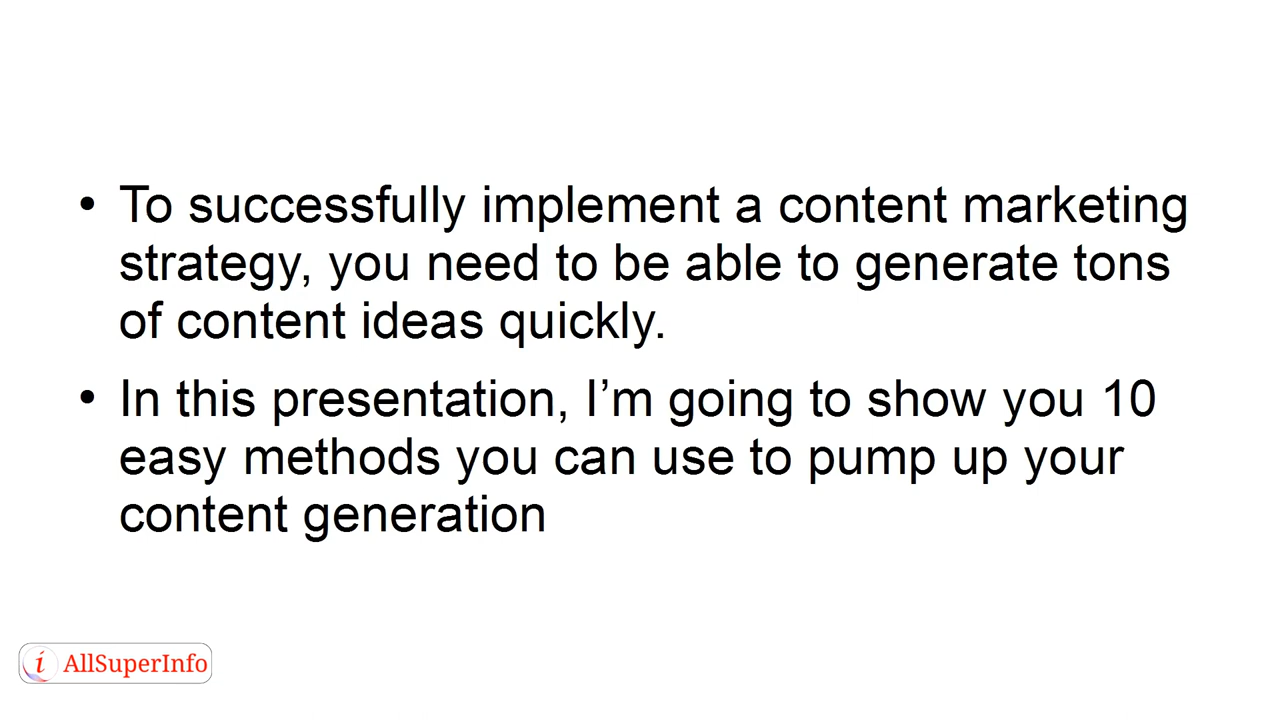 • To successfully implement a content marketing
strategy, you need to be able to generate tons
of content ideas quickly.
• In this presentation, I’m going to show you 10
easy methods you can use to pump up your
content generation
i AllSuperInfo